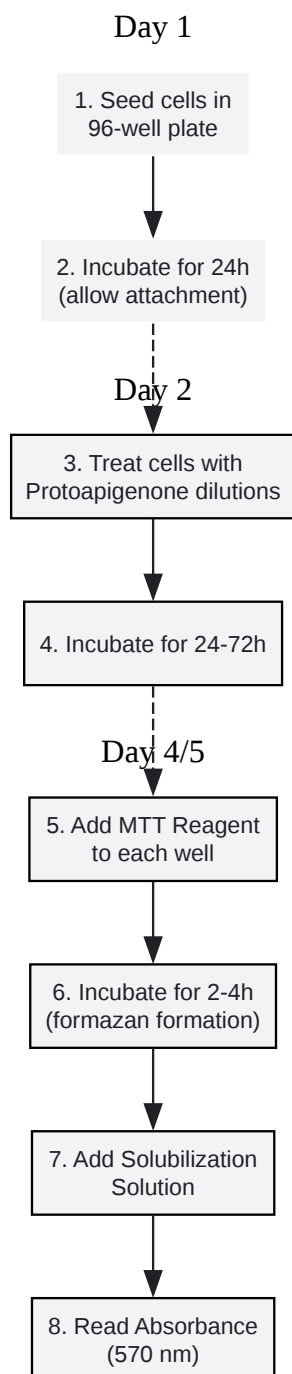 Day 1
1. Seed cells in
96-well plate
2. Incubate for 24h
(allow attachment)
Day 2
3. Treat cells with
Protoapigenone dilutions
4. Incubate for 24-72h
Day 4/5
5. Add MTT Reagent
to each well
6. Incubate for 2-4h
(formazan formation)
7. Add Solubilization
Solution
8. Read Absorbance
(570 nm)